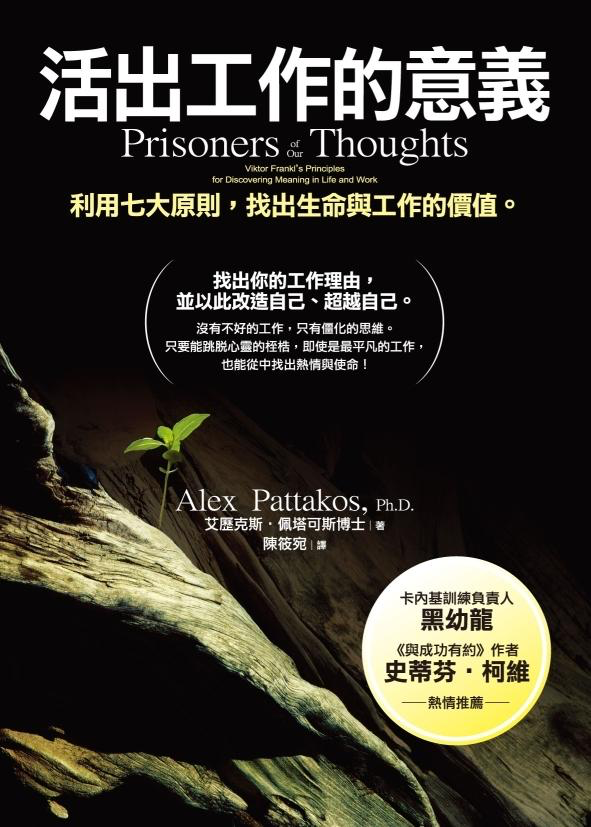 活出工作的意義
Prisoners of Our Thoughts
Viktor Frankl's Principles
for Discovering Meaning in Life and Work
利用七大原則，找出生命與工作的價值。
找出你的工作理由，
並以此改造自己、超越自己。
沒有不好的工作，只有僵化的思維。
只要能跳脫心靈的桎梏，即使是最平凡的工作，
也能從中找出熱情與使命！
Alex Pattakos, Ph.D.
艾歷克斯·佩塔可斯博士｜著
陳筱宛｜譯
卡內基訓練負責人
黑幼龍
《與成功有約》作者
史蒂芬·柯維
——熱情推薦——